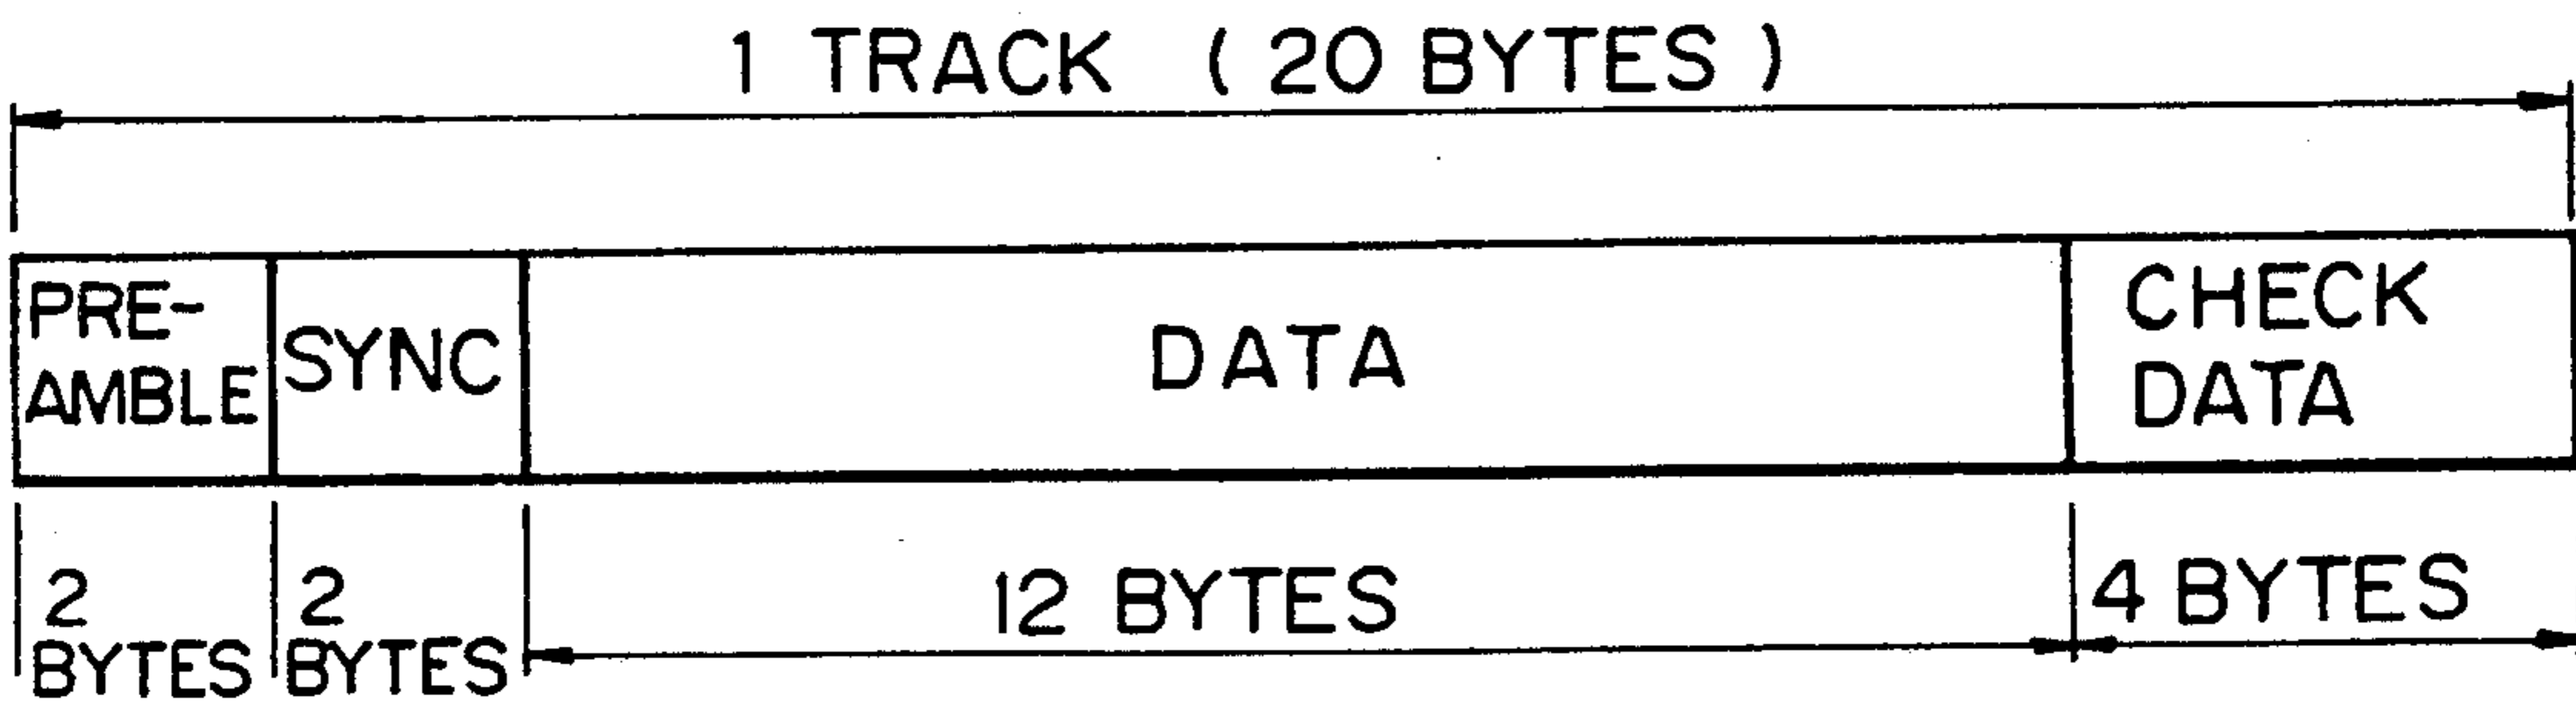 1 TRACK ( 20 BYTES )
PRE-
AMBLE
SYNC
DATA
CHECK
DATA
2
BYTES
2
BYTES
12 BYTES
4 BYTES